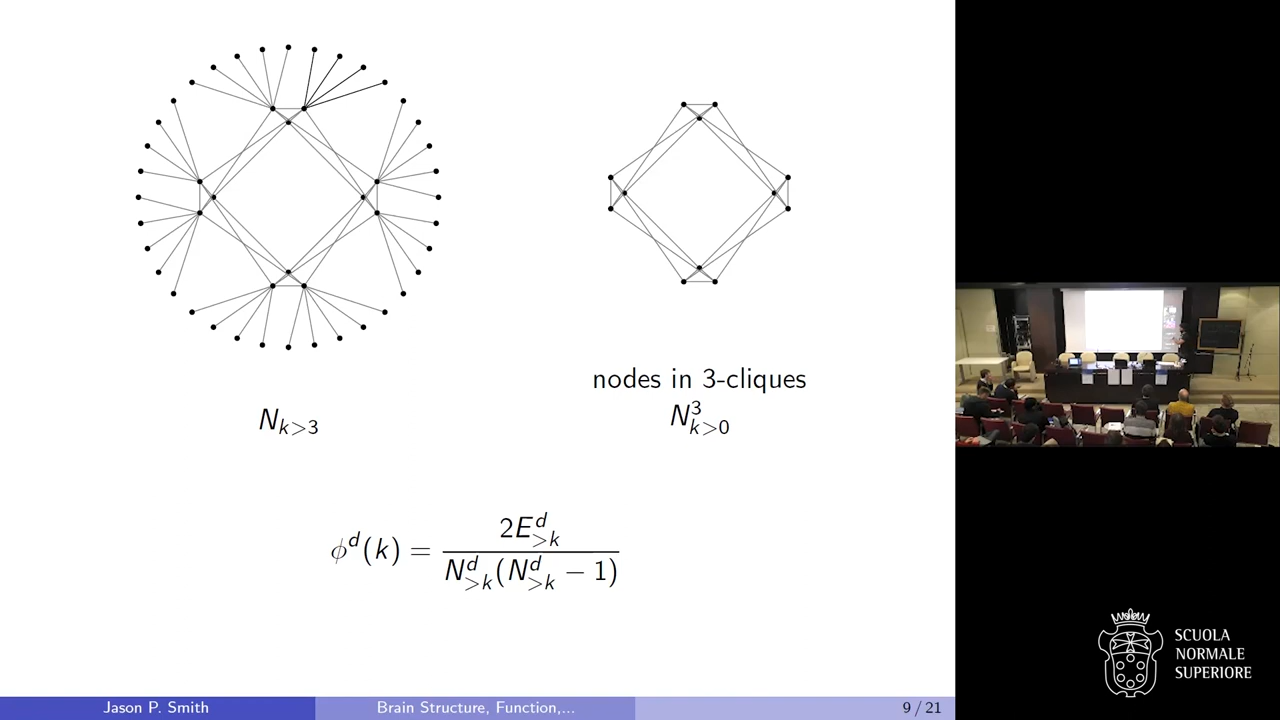 nodes in 3-cliques
N_{k>3}
N^3_{k>0}
ϕ^d(k) = 2E^d_{>k} / N^d_{>k}(N^d_{>k} − 1)
SCUOLA
NORMALE
SUPERIORE
Jason P. Smith
Brain Structure, Function,...
9 / 21